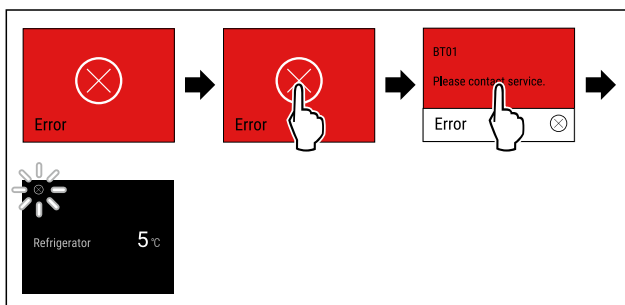 Error
Error
BT01
Please contact service.
Error
Refrigerator 5 °C